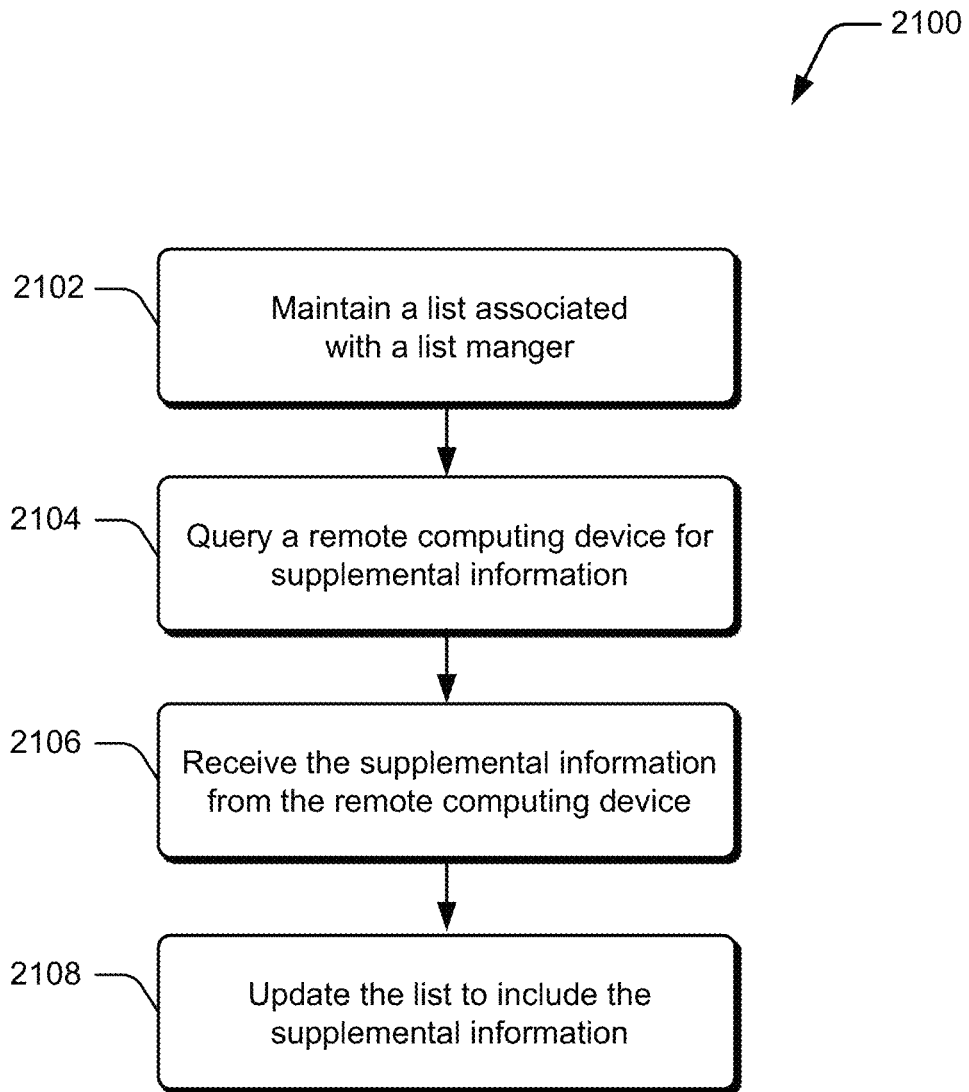 2100
2102
Maintain a list associated
with a list manger
2104
Query a remote computing device for
supplemental information
2106
Receive the supplemental information
from the remote computing device
2108
Update the list to include the
supplemental information